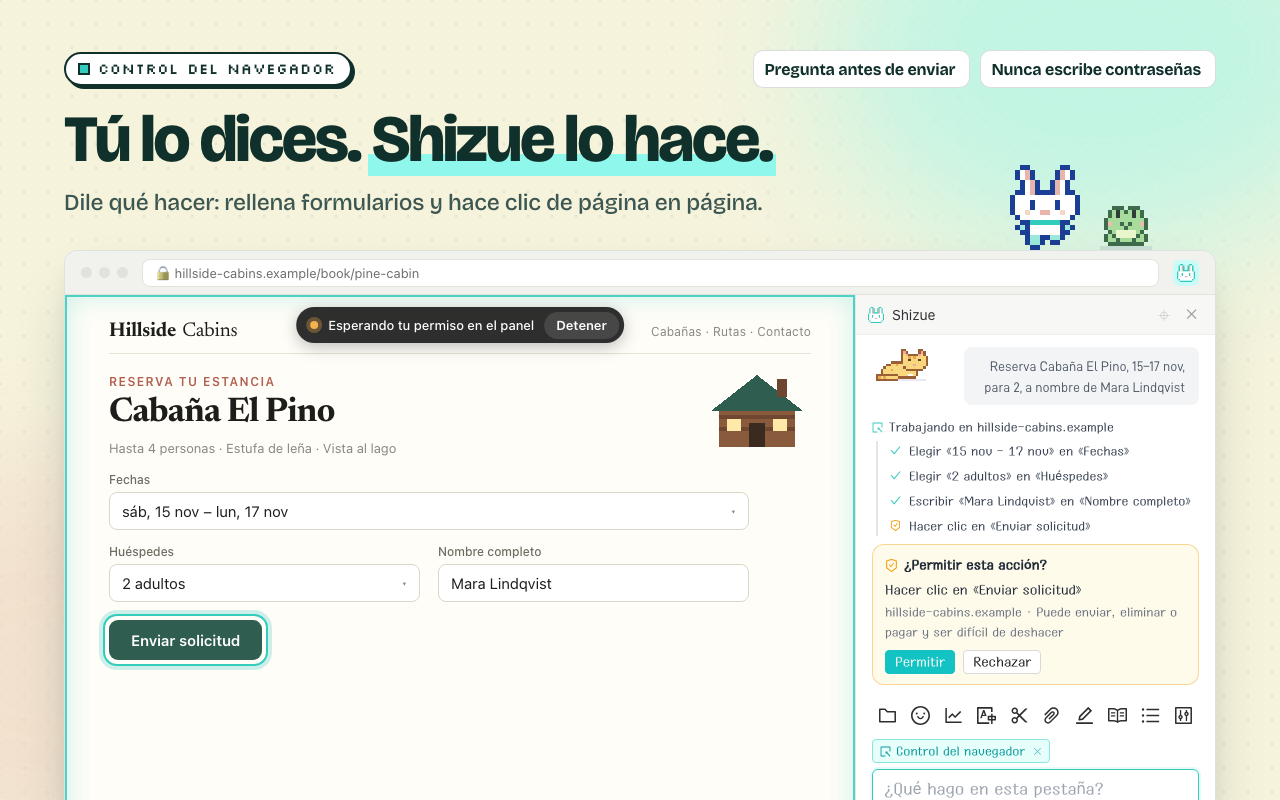 CONTROL DEL NAVEGADOR
Pregunta antes de enviar
Nunca escribe contraseñas
Tú lo dices. Shizue lo hace.
Dile qué hacer: rellena formularios y hace clic de página en página.
hillside-cabins.example/book/pine-cabin
Hillside Cabins
Esperando tu permiso en el panel
Detener
Cabañas · Rutas · Contacto
RESERVA TU ESTANCIA
Cabaña El Pino
Hasta 4 personas · Estufa de leña · Vista al lago
Fechas
sáb, 15 nov – lun, 17 nov
Huéspedes
Nombre completo
2 adultos
Mara Lindqvist
Enviar solicitud
Shizue
Reserva Cabaña El Pino, 15–17 nov,
para 2, a nombre de Mara Lindqvist
Trabajando en hillside-cabins.example
Elegir «15 nov – 17 nov» en «Fechas»
Elegir «2 adultos» en «Huéspedes»
Escribir «Mara Lindqvist» en «Nombre completo»
Hacer clic en «Enviar solicitud»
¿Permitir esta acción?
Hacer clic en «Enviar solicitud»
hillside-cabins.example · Puede enviar, eliminar o
pagar y ser difícil de deshacer
Permitir
Rechazar
Control del navegador
¿Qué hago en esta pestaña?